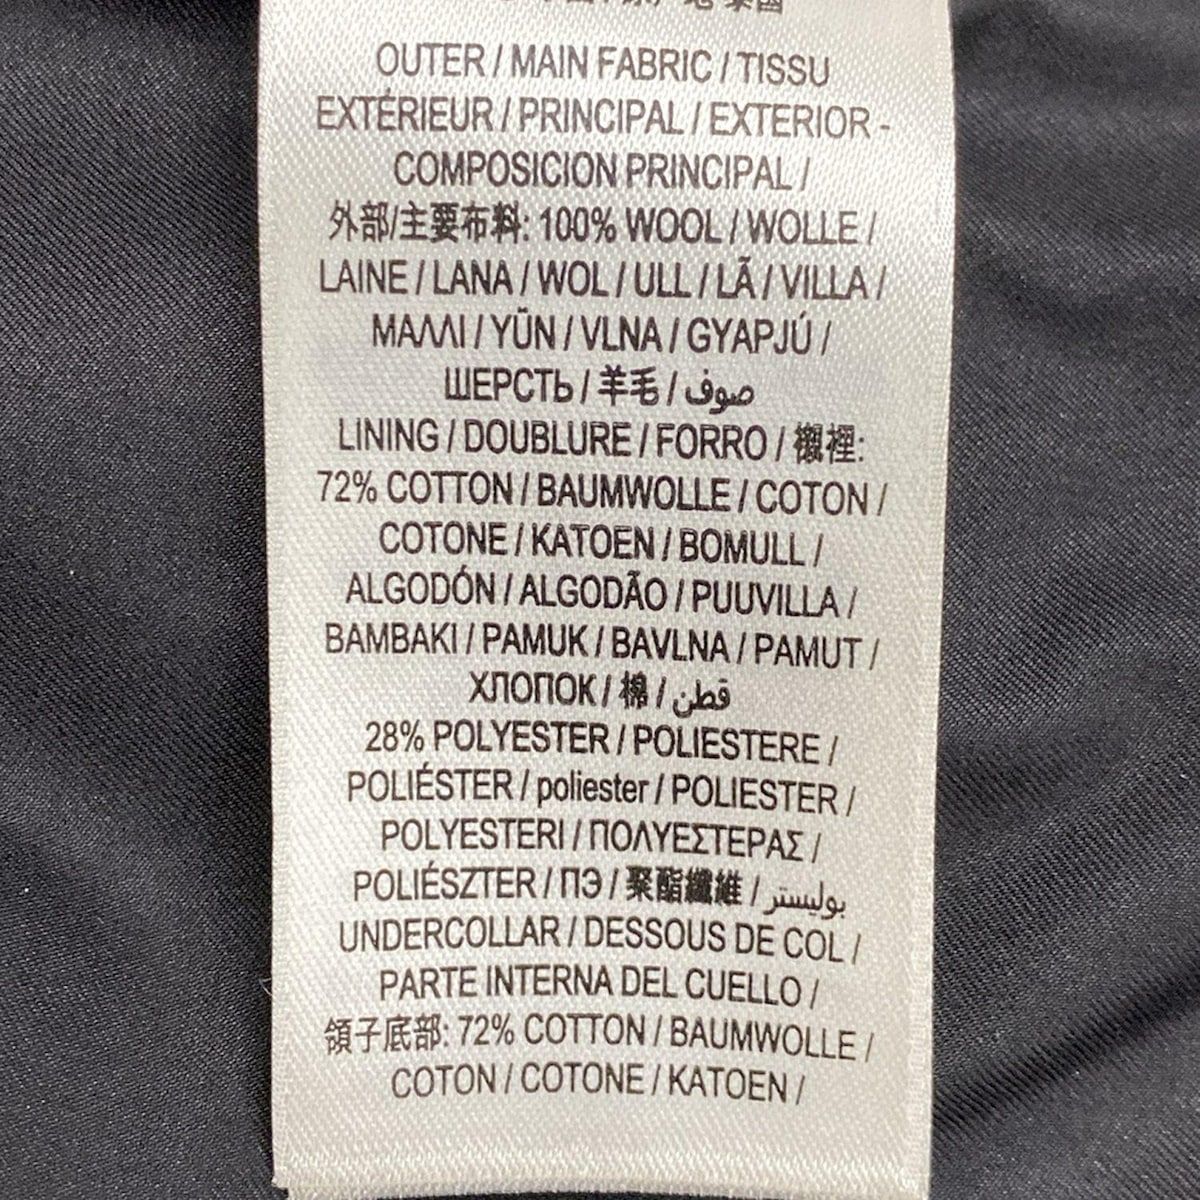 地 泰國
OUTER / MAIN FABRIC / TISSU
EXTÉRIEUR / PRINCIPAL / EXTERIOR -
COMPOSICION PRINCIPAL /
外部/主要布料: 100% WOOL / WOLLE /
LAINE / LANA / WOL / ULL / LÃ / VILLA /
ΜΑΛΛΙ / YÜN / VLNA / GYAPJÚ /
ШЕРСТЬ / 羊毛 / صوف
LINING / DOUBLURE / FORRO / 襯裡:
72% COTTON / BAUMWOLLE / COTON /
COTONE / KATOEN / BOMULL /
ALGODÓN / ALGODÃO / PUUVILLA /
BAMBAKI / PAMUK / BAVLNA / PAMUT /
ХЛОПОК / 棉 / قطن
28% POLYESTER / POLIESTERE /
POLIÉSTER / poliester / POLIESTER /
POLYESTERI / ΠΟΛΥΕΣΤΕΡΑΣ /
POLIÉSZTER / ПЭ / 聚酯纖維 / بوليستر
UNDERCOLLAR / DESSOUS DE COL /
PARTE INTERNA DEL CUELLO /
領子底部: 72% COTTON / BAUMWOLLE /
COTON / COTONE / KATOEN /